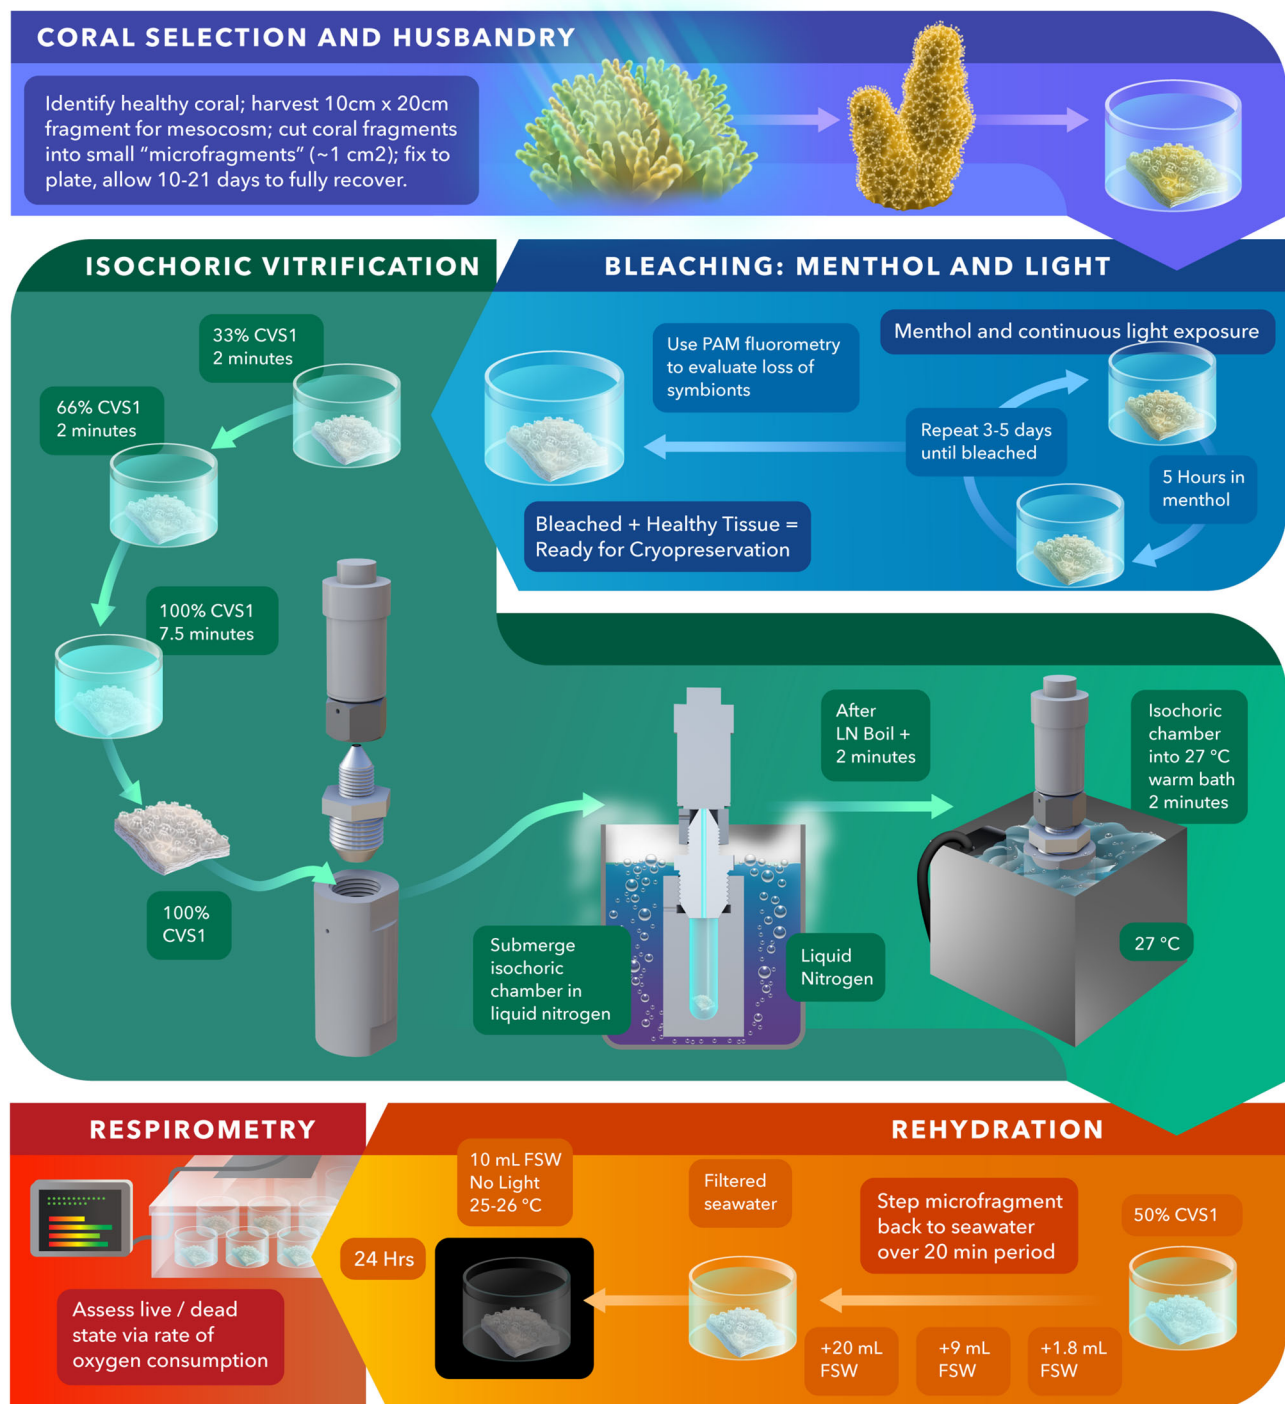 CORAL SELECTION AND HUSBANDRY
Identify healthy coral; harvest 10cm x 20cm
fragment for mesocosm; cut coral fragments
into small “microfragments” (~1 cm2); fix to
plate, allow 10-21 days to fully recover.
BLEACHING: MENTHOL AND LIGHT
Menthol and continuous light exposure
5 Hours in
menthol
Repeat 3-5 days
until bleached
Use PAM fluorometry
to evaluate loss of
symbionts
Bleached + Healthy Tissue =
Ready for Cryopreservation
ISOCHORIC VITRIFICATION
33% CVS1
2 minutes
66% CVS1
2 minutes
100% CVS1
7.5 minutes
100%
CVS1
Submerge
isochoric
chamber in
liquid nitrogen
Liquid
Nitrogen
After
LN Boil +
2 minutes
Isochoric
chamber
into 27 °C
warm bath
2 minutes
27 °C
REHYDRATION
50% CVS1
Step microfragment
back to seawater
over 20 min period
+1.8 mL
FSW
+9 mL
FSW
+20 mL
FSW
Filtered
seawater
10 mL FSW
No Light
25-26 °C
24 Hrs
RESPIROMETRY
Assess live / dead
state via rate of
oxygen consumption